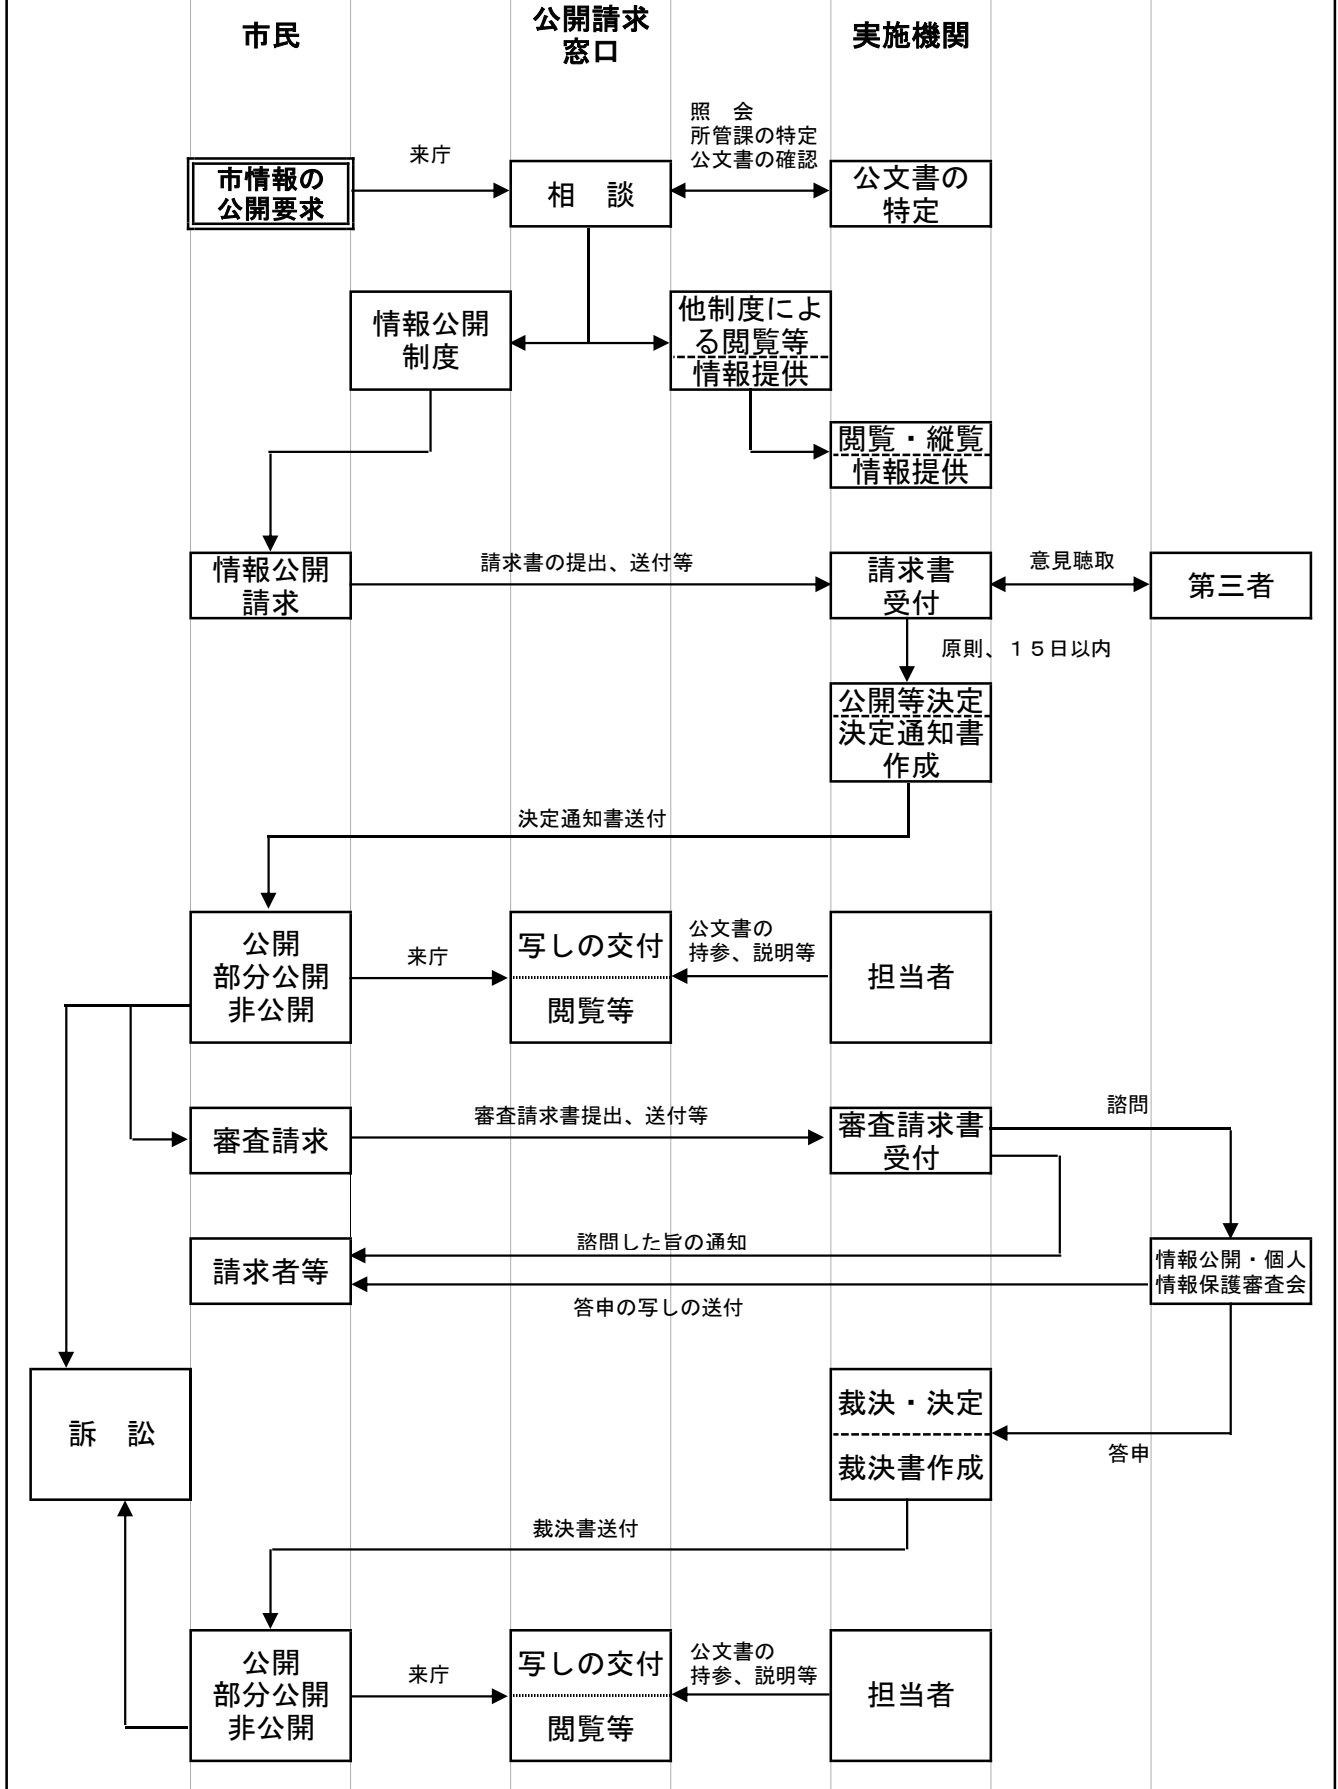 市民
公開請求
窓口
実施機関
照　会
所管課の特定
公文書の確認
来庁
市情報の
公開要求
相　談
公文書の
特定
情報公開
制度
他制度によ
る閲覧等
情報提供
閲覧・縦覧
情報提供
情報公開
請求
請求書の提出、送付等
請求書
受付
意見聴取
第三者
原則、１５日以内
公開等決定
決定通知書
作成
決定通知書送付
公開
部分公開
非公開
来庁
写しの交付
閲覧等
公文書の
持参、説明等
担当者
審査請求
審査請求書提出、送付等
審査請求書
受付
諮問
諮問した旨の通知
請求者等
情報公開・個人
情報保護審査会
答申の写しの送付
訴　訟
裁決・決定
裁決書作成
答申
裁決書送付
公開
部分公開
非公開
来庁
写しの交付
閲覧等
公文書の
持参、説明等
担当者